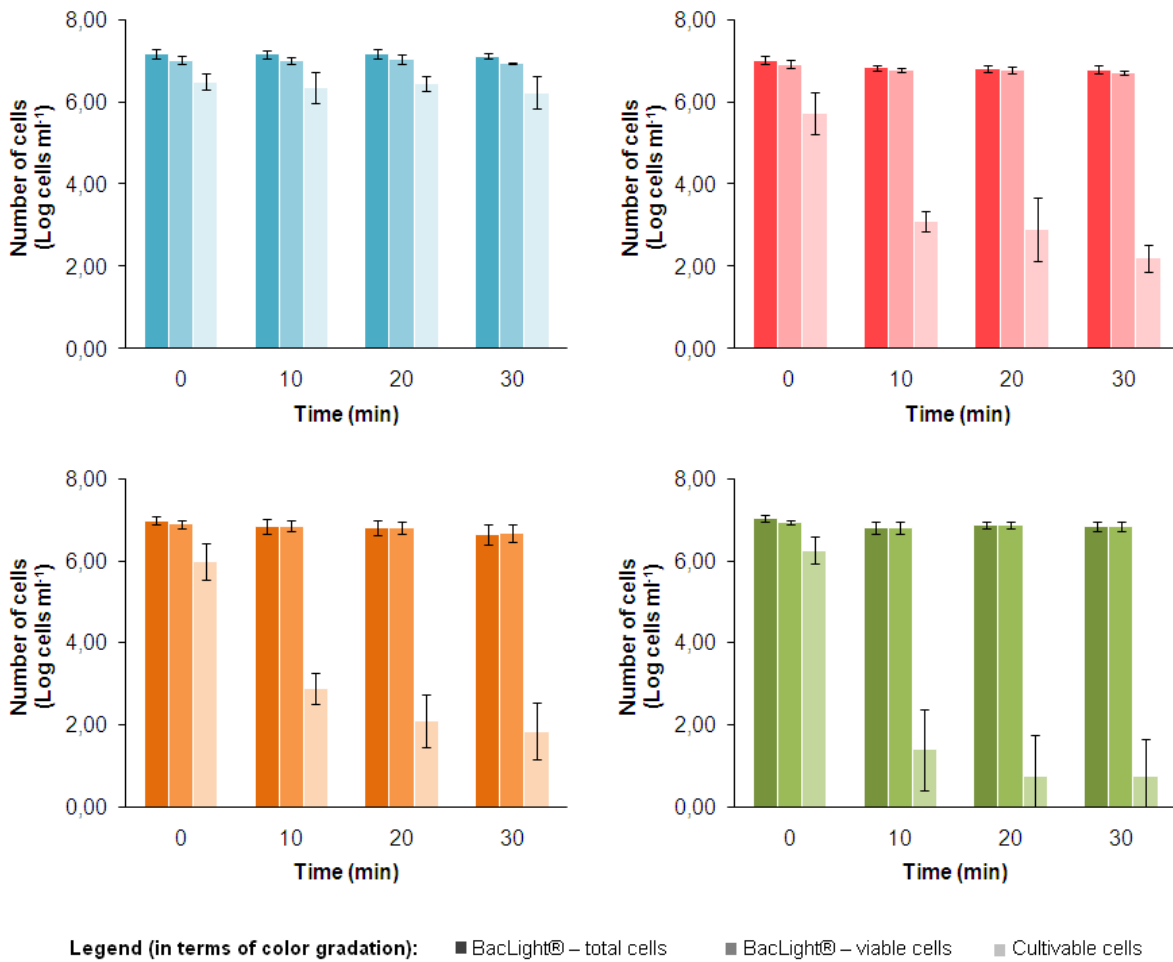 8,00
6,00
4,00
2,00
0,00
Number of cells
(Log cells ml⁻¹)
0 10 20 30
Time (min)
8,00
6,00
4,00
2,00
0,00
Number of cells
(Log cells ml⁻¹)
0 10 20 30
Time (min)
8,00
6,00
4,00
2,00
0,00
Number of cells
(Log cells ml⁻¹)
0 10 20 30
Time (min)
8,00
6,00
4,00
2,00
0,00
Number of cells
(Log cells ml⁻¹)
0 10 20 30
Time (min)
Legend (in terms of color gradation): BacLight® – total cells BacLight® – viable cells Cultivable cells